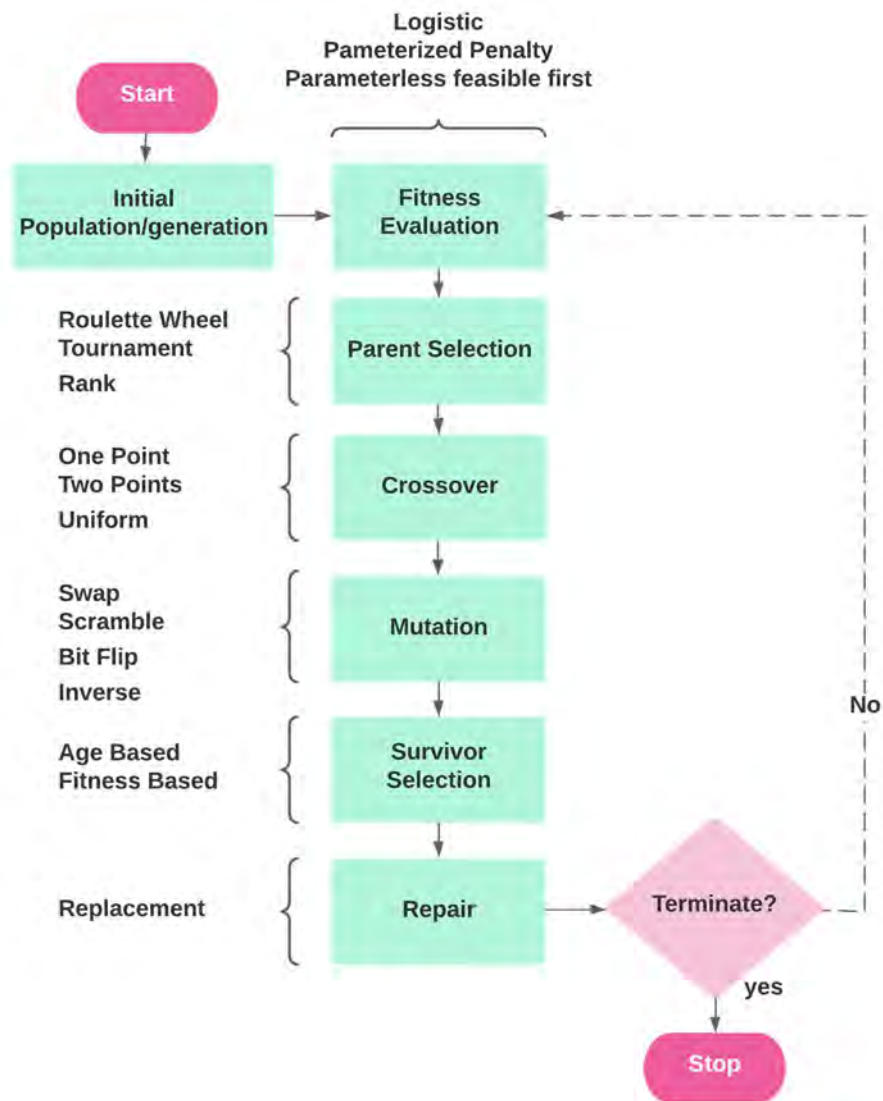 Logistic
Pameterized Penalty
Parameterless feasible first
Start
Initial
Population/generation
Fitness
Evaluation
Roulette Wheel
Tournament
Rank
Parent Selection
One Point
Two Points
Uniform
Crossover
Swap
Scramble
Bit Flip
Inverse
Mutation
No
Age Based
Fitness Based
Survivor
Selection
Replacement
Repair
Terminate?
yes
Stop